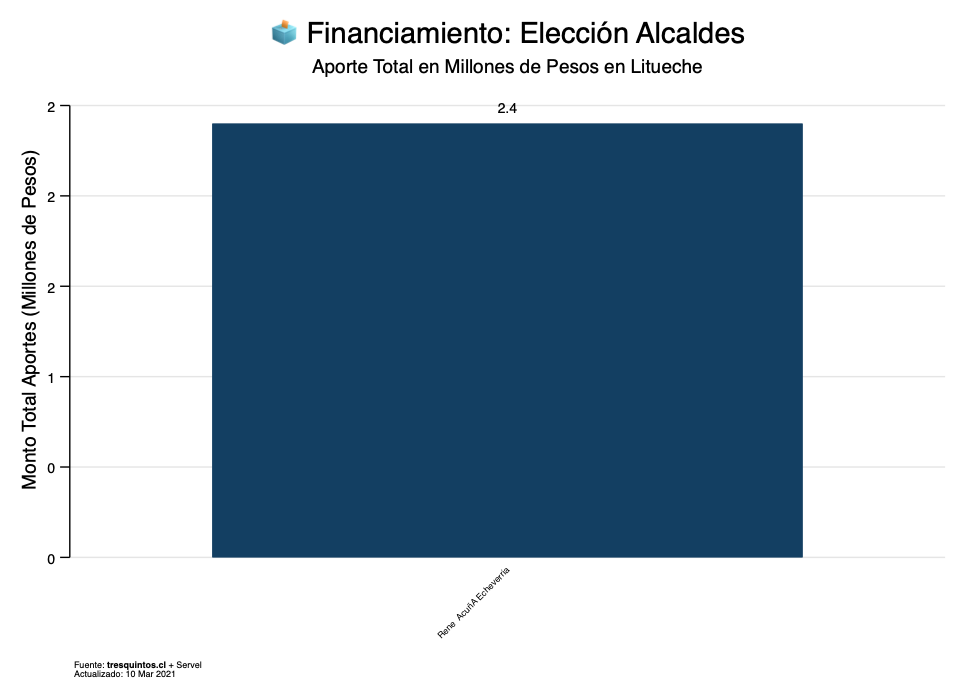 Financiamiento: Elección Alcaldes
Aporte Total en Millones de Pesos en Litueche
Monto Total Aportes (Millones de Pesos)
2
2
2
1
0
0
2.4
Rene AcuñA Echeverria
Fuente: tresquintos.cl + Servel
Actualizado: 10 Mar 2021